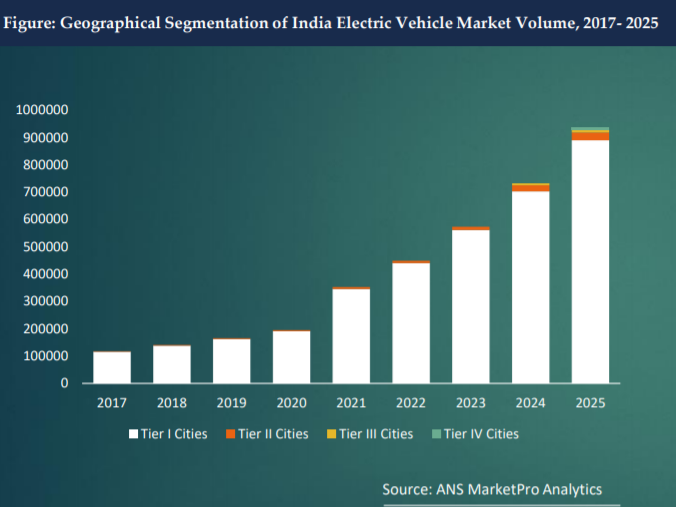 Figure: Geographical Segmentation of India Electric Vehicle Market Volume, 2017- 2025
1000000
900000
800000
700000
600000
500000
400000
300000
200000
100000
0
2017 2018 2019 2020 2021 2022 2023 2024 2025
Tier I Cities Tier II Cities Tier III Cities Tier IV Cities
Source: ANS MarketPro Analytics